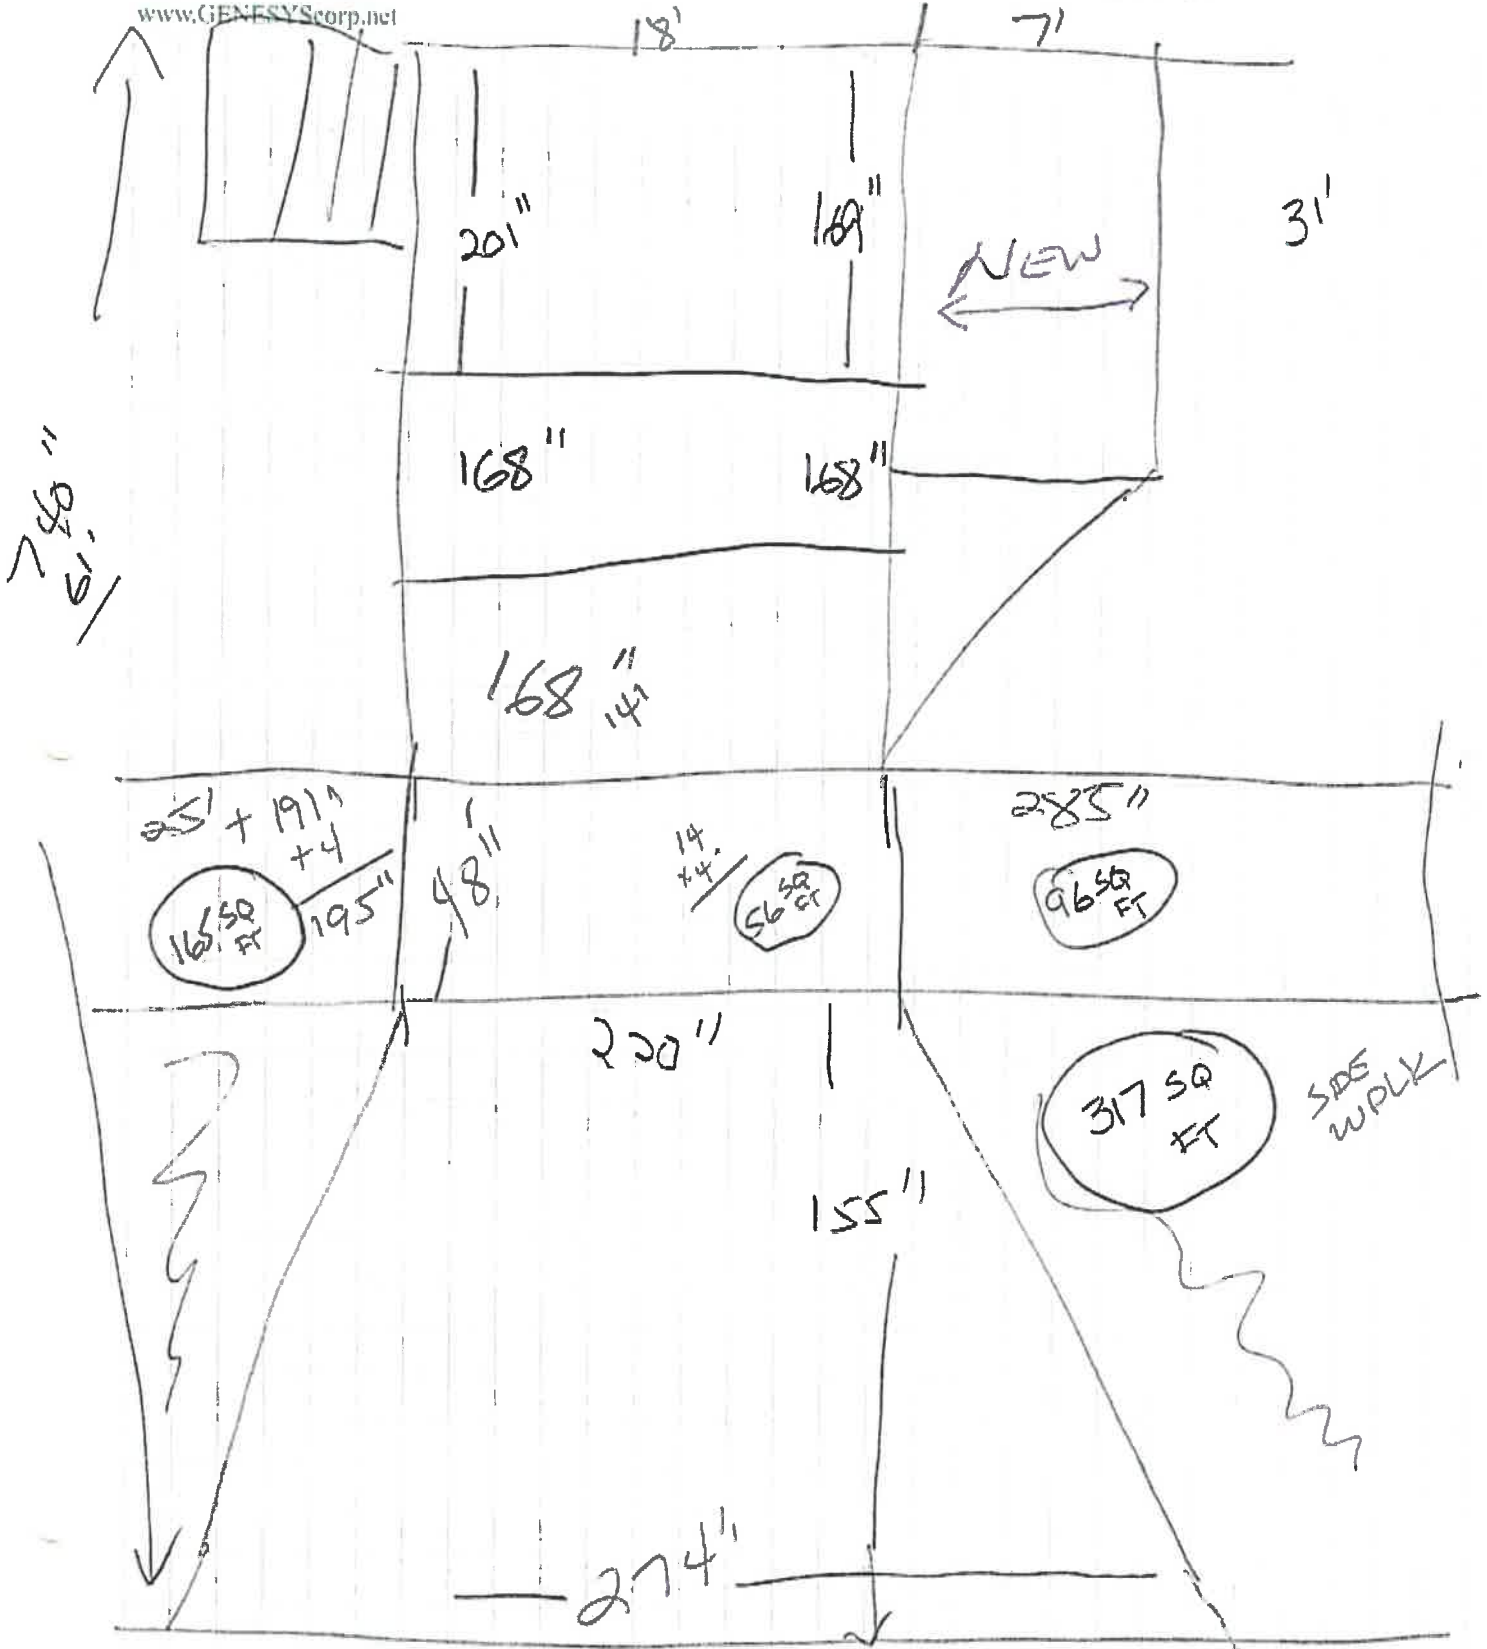 www.GENESYScorp.net
18'
7'
201"
169"
NEW
31'
168"
168"
740"
61'
168"
14'
25' + 191"
+4
195"
165 SQ
FT
48"
14
x4
56 SQ
FT
285"
96 SQ
FT
220"
317 SQ
FT
SIDE
WALK
155"
274"